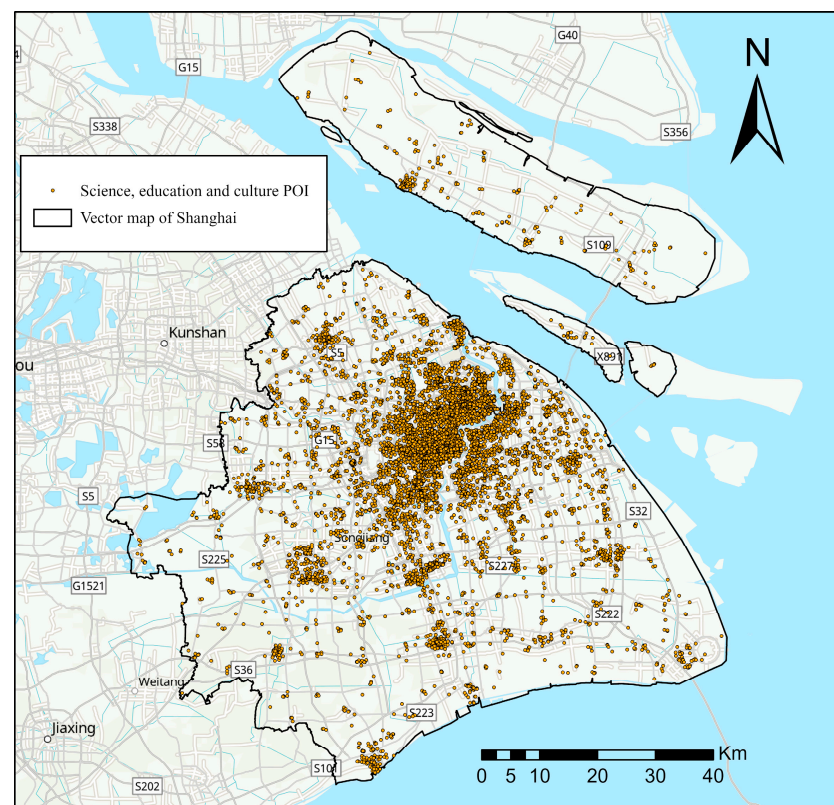 G40
G15
N
S338
S356
Science, education and culture POI
Vector map of Shanghai
S109
Kunshan
S5
ou
X891
S58
G15
S5
S32
Songjiang
S225
S227
G1521
S222
S36
Weitang
Jiaxing
S223
Km
S101
S202
0 5 10 20 30 40